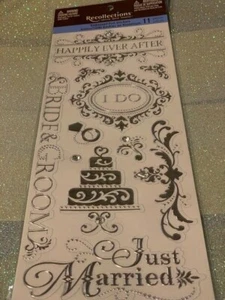 Recollections
HAPPILY EVER AFTER
I DO
BRIDE & GROOM
Just
Married